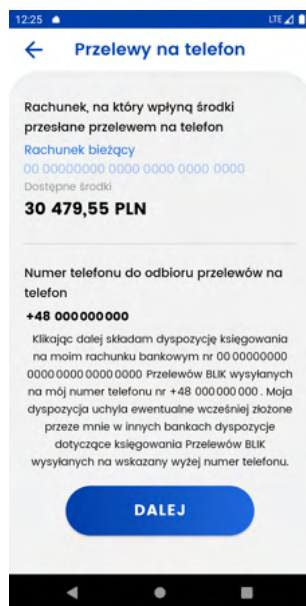 12:25 LTE
Przelewy na telefon
Rachunek, na który wpłyną środki
przesłane przelewem na telefon
Rachunek bieżący
00 00000000 0000 0000 0000 0000
Dostępne środki
30 479,55 PLN
Numer telefonu do odbioru przelewów na
telefon
+48 000000000
Klikając dalej składam dyspozycję księgowania
na moim rachunku bankowym nr 00 00000000
0000 0000 0000 0000 Przelewów BLIK wysyłanych
na mój numer telefonu nr +48 000 000 000 . Moja
dyspozycja uchyla ewentualne wcześniej złożone
przeze mnie w innych bankach dyspozycje
dotyczące księgowania Przelewów BLIK
wysyłanych na wskazany wyżej numer telefonu.
DALEJ